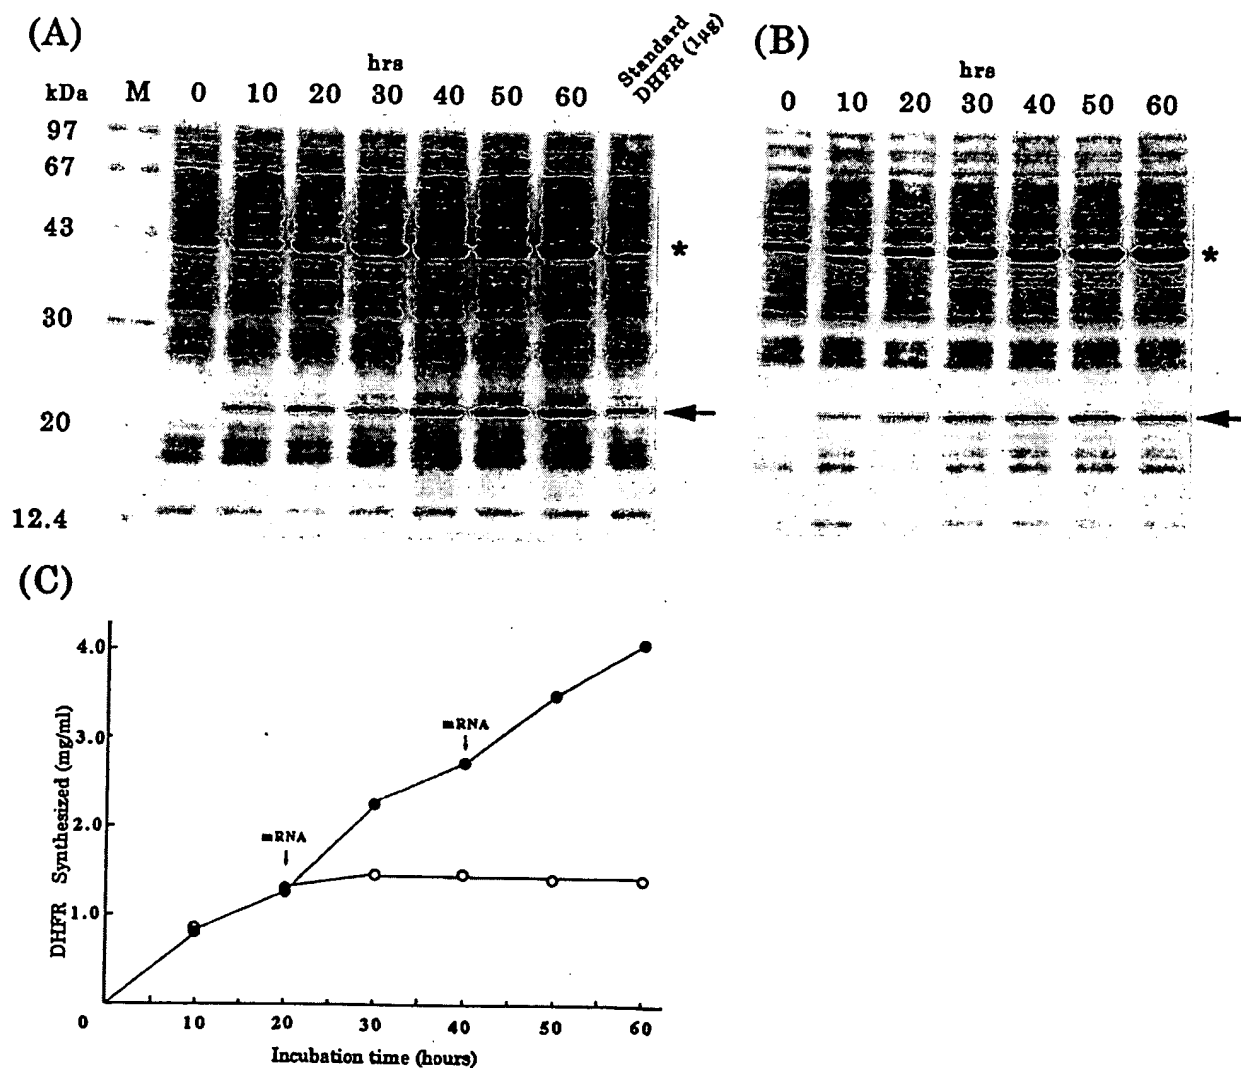 (A)
hrs
Standard
DHFR (1μg)
kDa M 0 10 20 30 40 50 60
97
67
43
*
30
20
12.4
(B)
hrs
0 10 20 30 40 50 60
*
(C)
4.0
3.0
2.0
1.0
0 10 20 30 40 50 60
mRNA
mRNA
DHFR Synthesized (mg/ml)
Incubation time (hours)